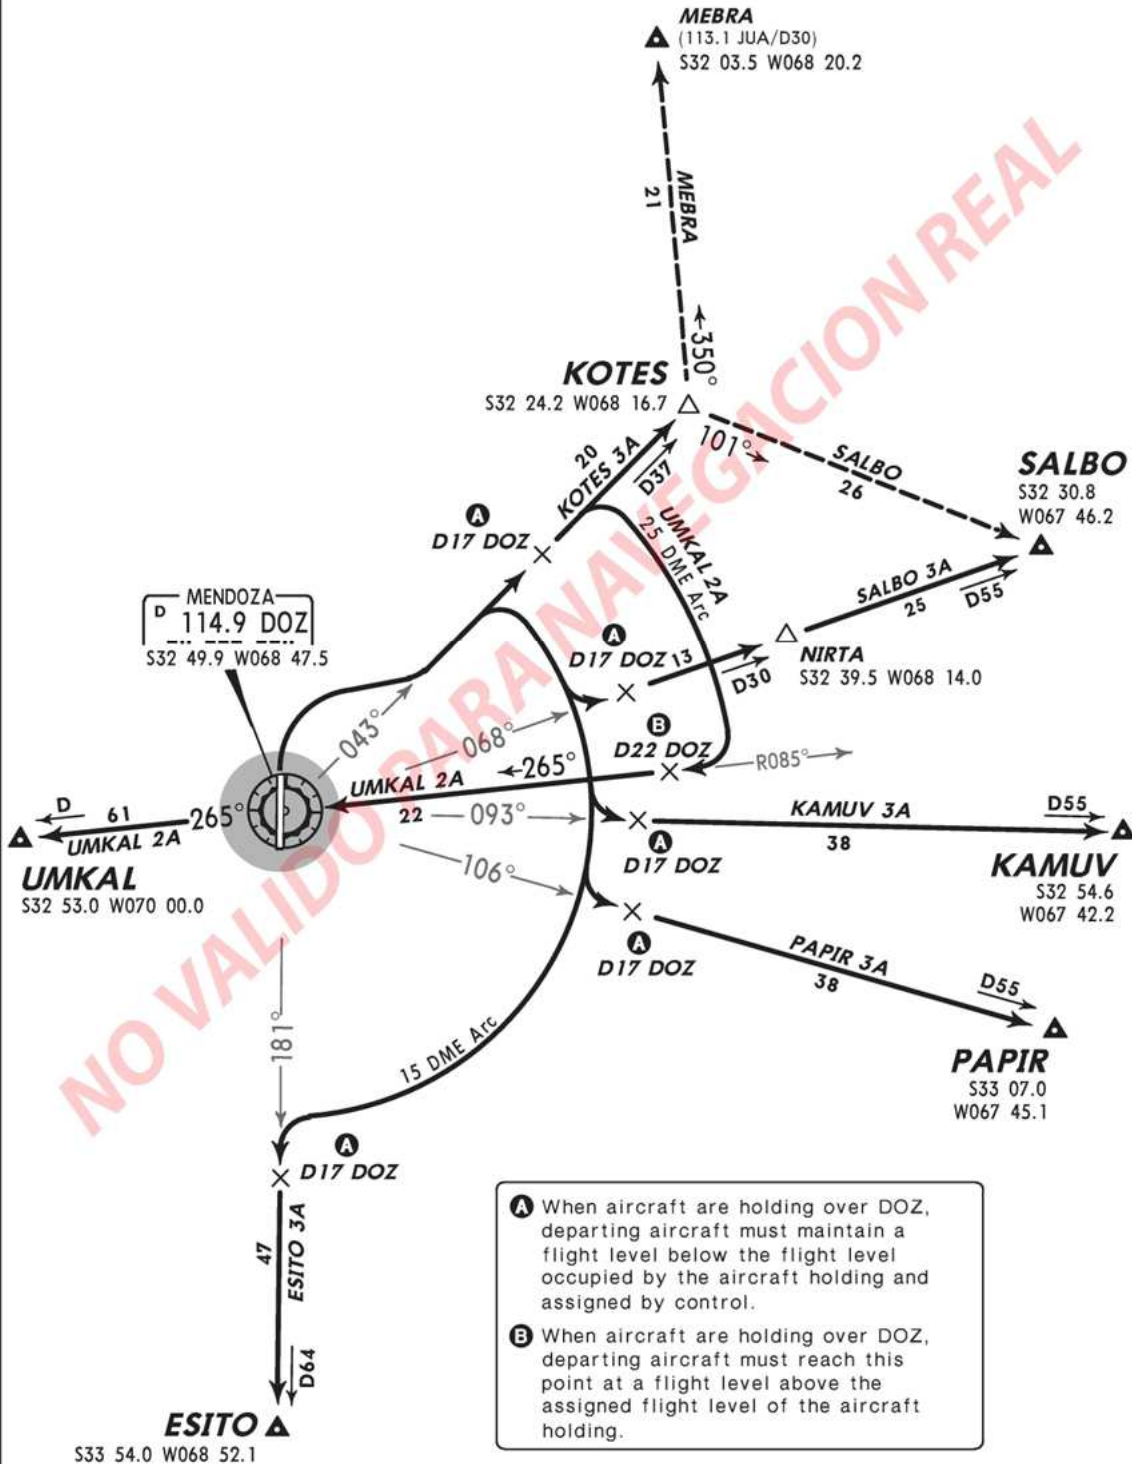 MEBRA
(113.1 JUA/D30)
S32 03.5 W068 20.2
MEBRA
21
350°
KOTES
S32 24.2 W068 16.7
101°
SALBO
26
SALBO
S32 30.8
W067 46.2
20
KOTES 3A
D37
A
D17 DOZ
UMKAL 2A
25 DME Arc
SALBO 3A
25
D55
MENDOZA
D 114.9 DOZ
S32 49.9 W068 47.5
A
D17 DOZ
13
D30
NIRTA
S32 39.5 W068 14.0
043°
068°
B
D22 DOZ
R085°
265°
UMKAL 2A
22
093°
D
61
265°
UMKAL 2A
UMKAL
S32 53.0 W070 00.0
KAMUV 3A
38
D55
A
D17 DOZ
KAMUV
S32 54.6
W067 42.2
106°
A
D17 DOZ
PAPIR 3A
38
D55
PAPIR
S33 07.0
W067 45.1
181°
15 DME Arc
A
D17 DOZ
47
ESITO 3A
D64
ESITO
S33 54.0 W068 52.1
A When aircraft are holding over DOZ,
departing aircraft must maintain a
flight level below the flight level
occupied by the aircraft holding and
assigned by control.
B When aircraft are holding over DOZ,
departing aircraft must reach this
point at a flight level above the
assigned flight level of the aircraft
holding.
NO VALIDO PARA NAVEGACION REAL